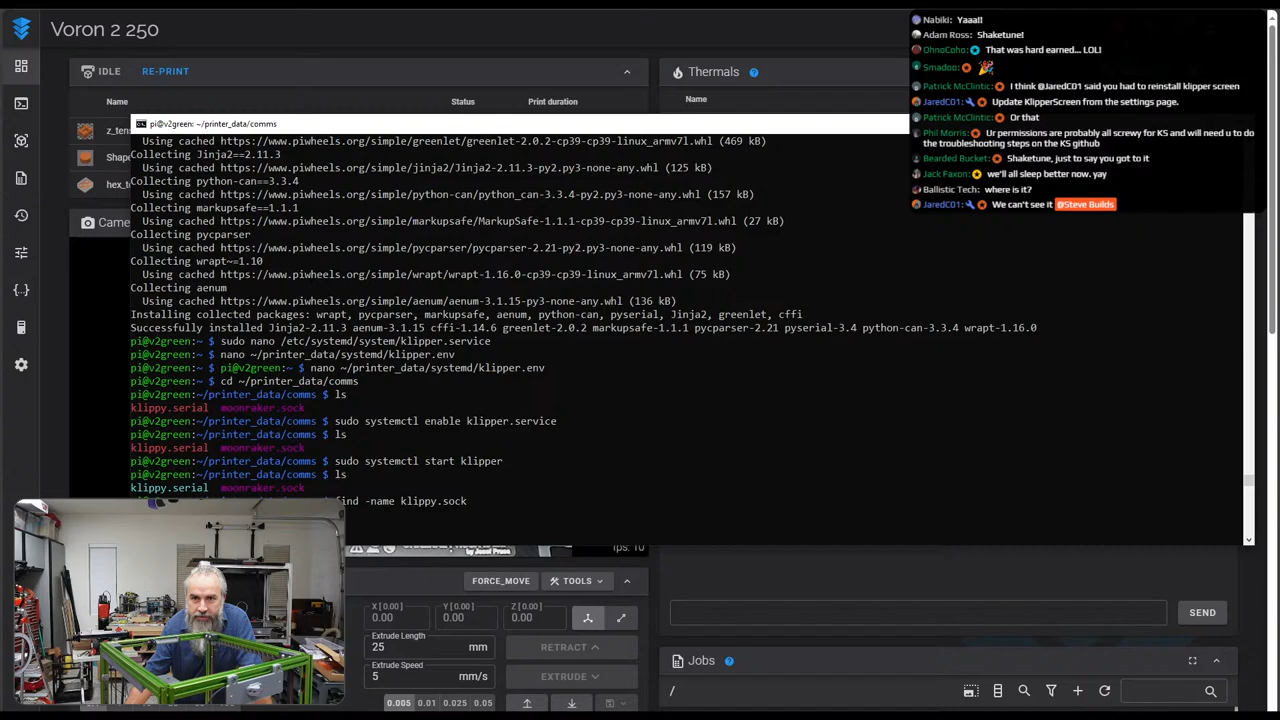 Voron 2 250
IDLE
RE-PRINT
Name
Status
Print duration
z_ten
Shape
hex_t
Came
Thermals
Name
pi@v2green: ~/printer_data/comms
Using cached https://www.piwheels.org/simple/greenlet/greenlet-2.0.2-cp39-cp39-linux_armv7l.whl (469 kB)
Collecting Jinja2==2.11.3
Using cached https://www.piwheels.org/simple/jinja2/Jinja2-2.11.3-py2.py3-none-any.whl (125 kB)
Collecting python-can==3.3.4
Using cached https://www.piwheels.org/simple/python-can/python_can-3.3.4-py2.py3-none-any.whl (157 kB)
Collecting markupsafe==1.1.1
Using cached https://www.piwheels.org/simple/markupsafe/MarkupSafe-1.1.1-cp39-cp39-linux_armv7l.whl (27 kB)
Collecting pycparser
Using cached https://www.piwheels.org/simple/pycparser/pycparser-2.21-py2.py3-none-any.whl (119 kB)
Collecting wrapt~=1.10
Using cached https://www.piwheels.org/simple/wrapt/wrapt-1.16.0-cp39-cp39-linux_armv7l.whl (75 kB)
Collecting aenum
Using cached https://www.piwheels.org/simple/aenum/aenum-3.1.15-py3-none-any.whl (136 kB)
Installing collected packages: wrapt, pycparser, markupsafe, aenum, python-can, pyserial, Jinja2, greenlet, cffi
Successfully installed Jinja2-2.11.3 aenum-3.1.15 cffi-1.14.6 greenlet-2.0.2 markupsafe-1.1.1 pycparser-2.21 pyserial-3.4 python-can-3.3.4 wrapt-1.16.0
pi@v2green:~ $ sudo nano /etc/systemd/system/klipper.service
pi@v2green:~ $ nano ~/printer_data/systemd/klipper.env
pi@v2green:~ $ pi@v2green:~ $ nano ~/printer_data/systemd/klipper.env
pi@v2green:~ $ cd ~/printer_data/comms
pi@v2green:~/printer_data/comms $ ls
klippy.serial moonraker.sock
pi@v2green:~/printer_data/comms $ sudo systemctl enable klipper.service
pi@v2green:~/printer_data/comms $ ls
klippy.serial moonraker.sock
pi@v2green:~/printer_data/comms $ sudo systemctl start klipper
pi@v2green:~/printer_data/comms $ ls
klippy.serial moonraker.sock
find -name klippy.sock
Nabiki: Yaaa!!
Adam Ross: Shaketune!
OhnoCoho: That was hard earned... LOL!
Smadoo: 🎉
Patrick McClintic: I think @JaredC01 said you had to reinstall klipper screen
JaredC01: Update KlipperScreen from the settings page.
Patrick McClintic: Or that
Phil Morris: Ur permissions are probably all screwy for KS and will need u to do
the troubleshooting steps on the KS github
Bearded Bucket: Shaketune, just to say you got to it
Jack Faxon: we'll all sleep better now. yay
Ballistic Tech: where is it?
JaredC01: We can't see it @Steve Builds
by Josef Prusa
fps: 10
FORCE_MOVE
TOOLS
X [ 0.00 ]
0.00
Y [ 0.00 ]
0.00
Z [ 0.00 ]
0.00
Extrude Length
25 mm
RETRACT
Extrude Speed
5 mm/s
EXTRUDE
0.005 0.01 0.025 0.05
SEND
Jobs
/